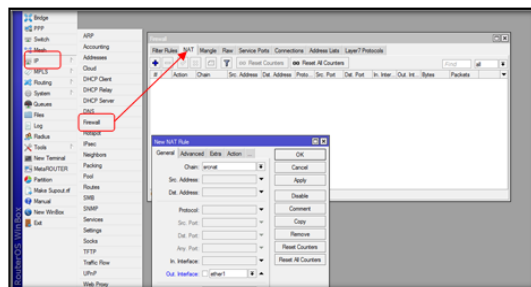 Bridge
PPP
Switch
Mesh
IP
MPLS
Routing
System
Queues
Files
Log
Radius
Tools
New Terminal
MetaROUTER
Partition
Make Supout.rif
Manual
New WinBox
Exit
RouterOS WinBox
ARP
Accounting
Addresses
Cloud
DHCP Client
DHCP Relay
DHCP Server
DNS
Firewall
Hotspot
IPsec
Neighbors
Packing
Pool
Routes
SMB
SNMP
Services
Settings
Socks
TFTP
Traffic Flow
UPnP
Web Proxy
Firewall
Filter Rules NAT Mangle Raw Service Ports Connections Address Lists Layer7 Protocols
Reset Counters Reset All Counters Find all
# Action Chain Src. Address Dst. Address Proto... Src. Port Dst. Port In. Inter... Out. Int... Bytes Packets
New NAT Rule
General Advanced Extra Action ...
Chain: srcnat
Src. Address:
Dst. Address:
Protocol:
Src. Port:
Dst. Port:
Any. Port:
In. Interface:
Out. Interface: ether1
OK
Cancel
Apply
Disable
Comment
Copy
Remove
Reset Counters
Reset All Counters